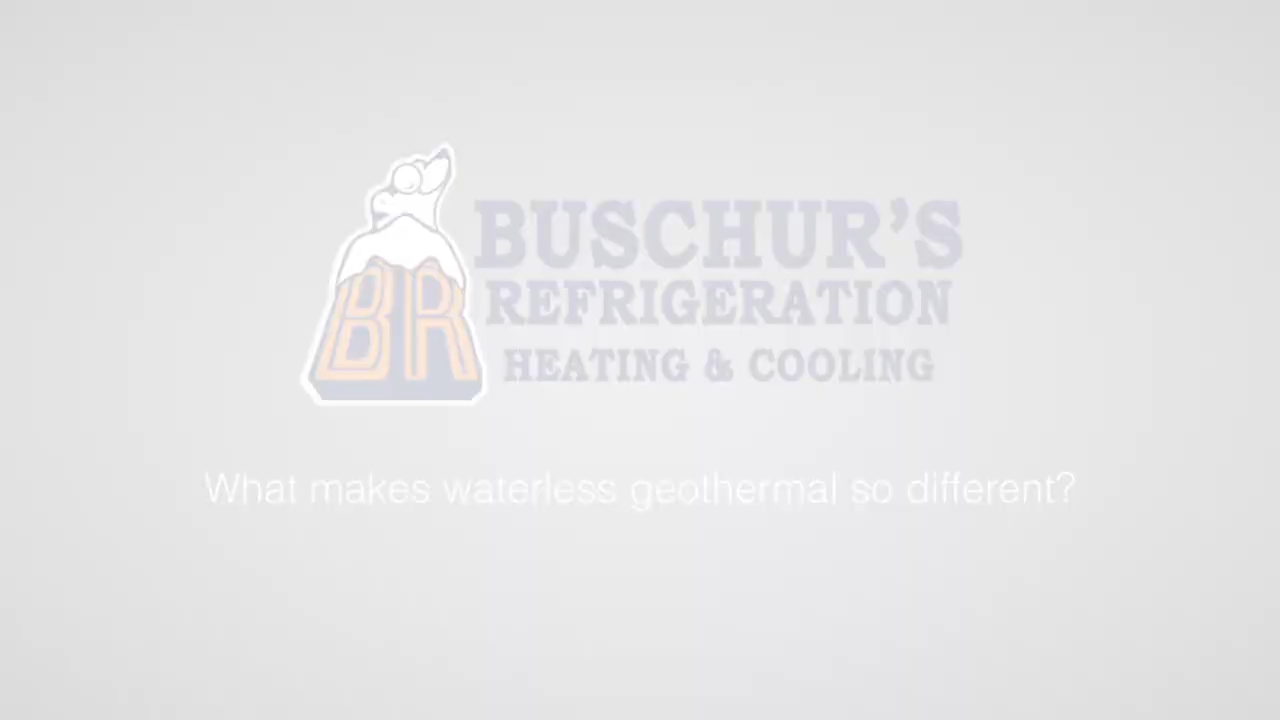 BR
BUSCHUR'S
REFRIGERATION
HEATING & COOLING
What makes waterless geothermal so different?